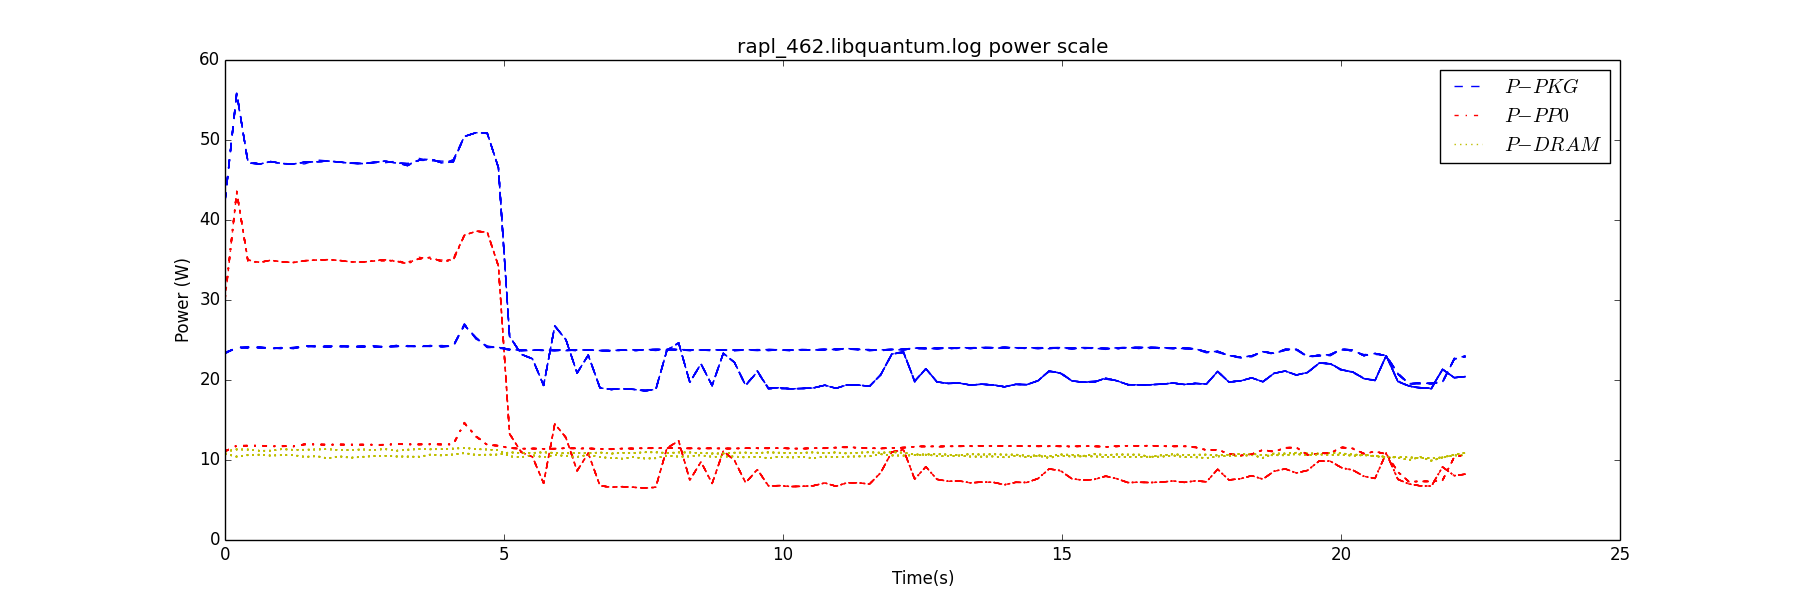 rapl_462.libquantum.log power scale
60
50
40
30
20
10
0
Power (W)
P−PKG
P−PP0
P−DRAM
0 5 10 15 20 25
Time(s)